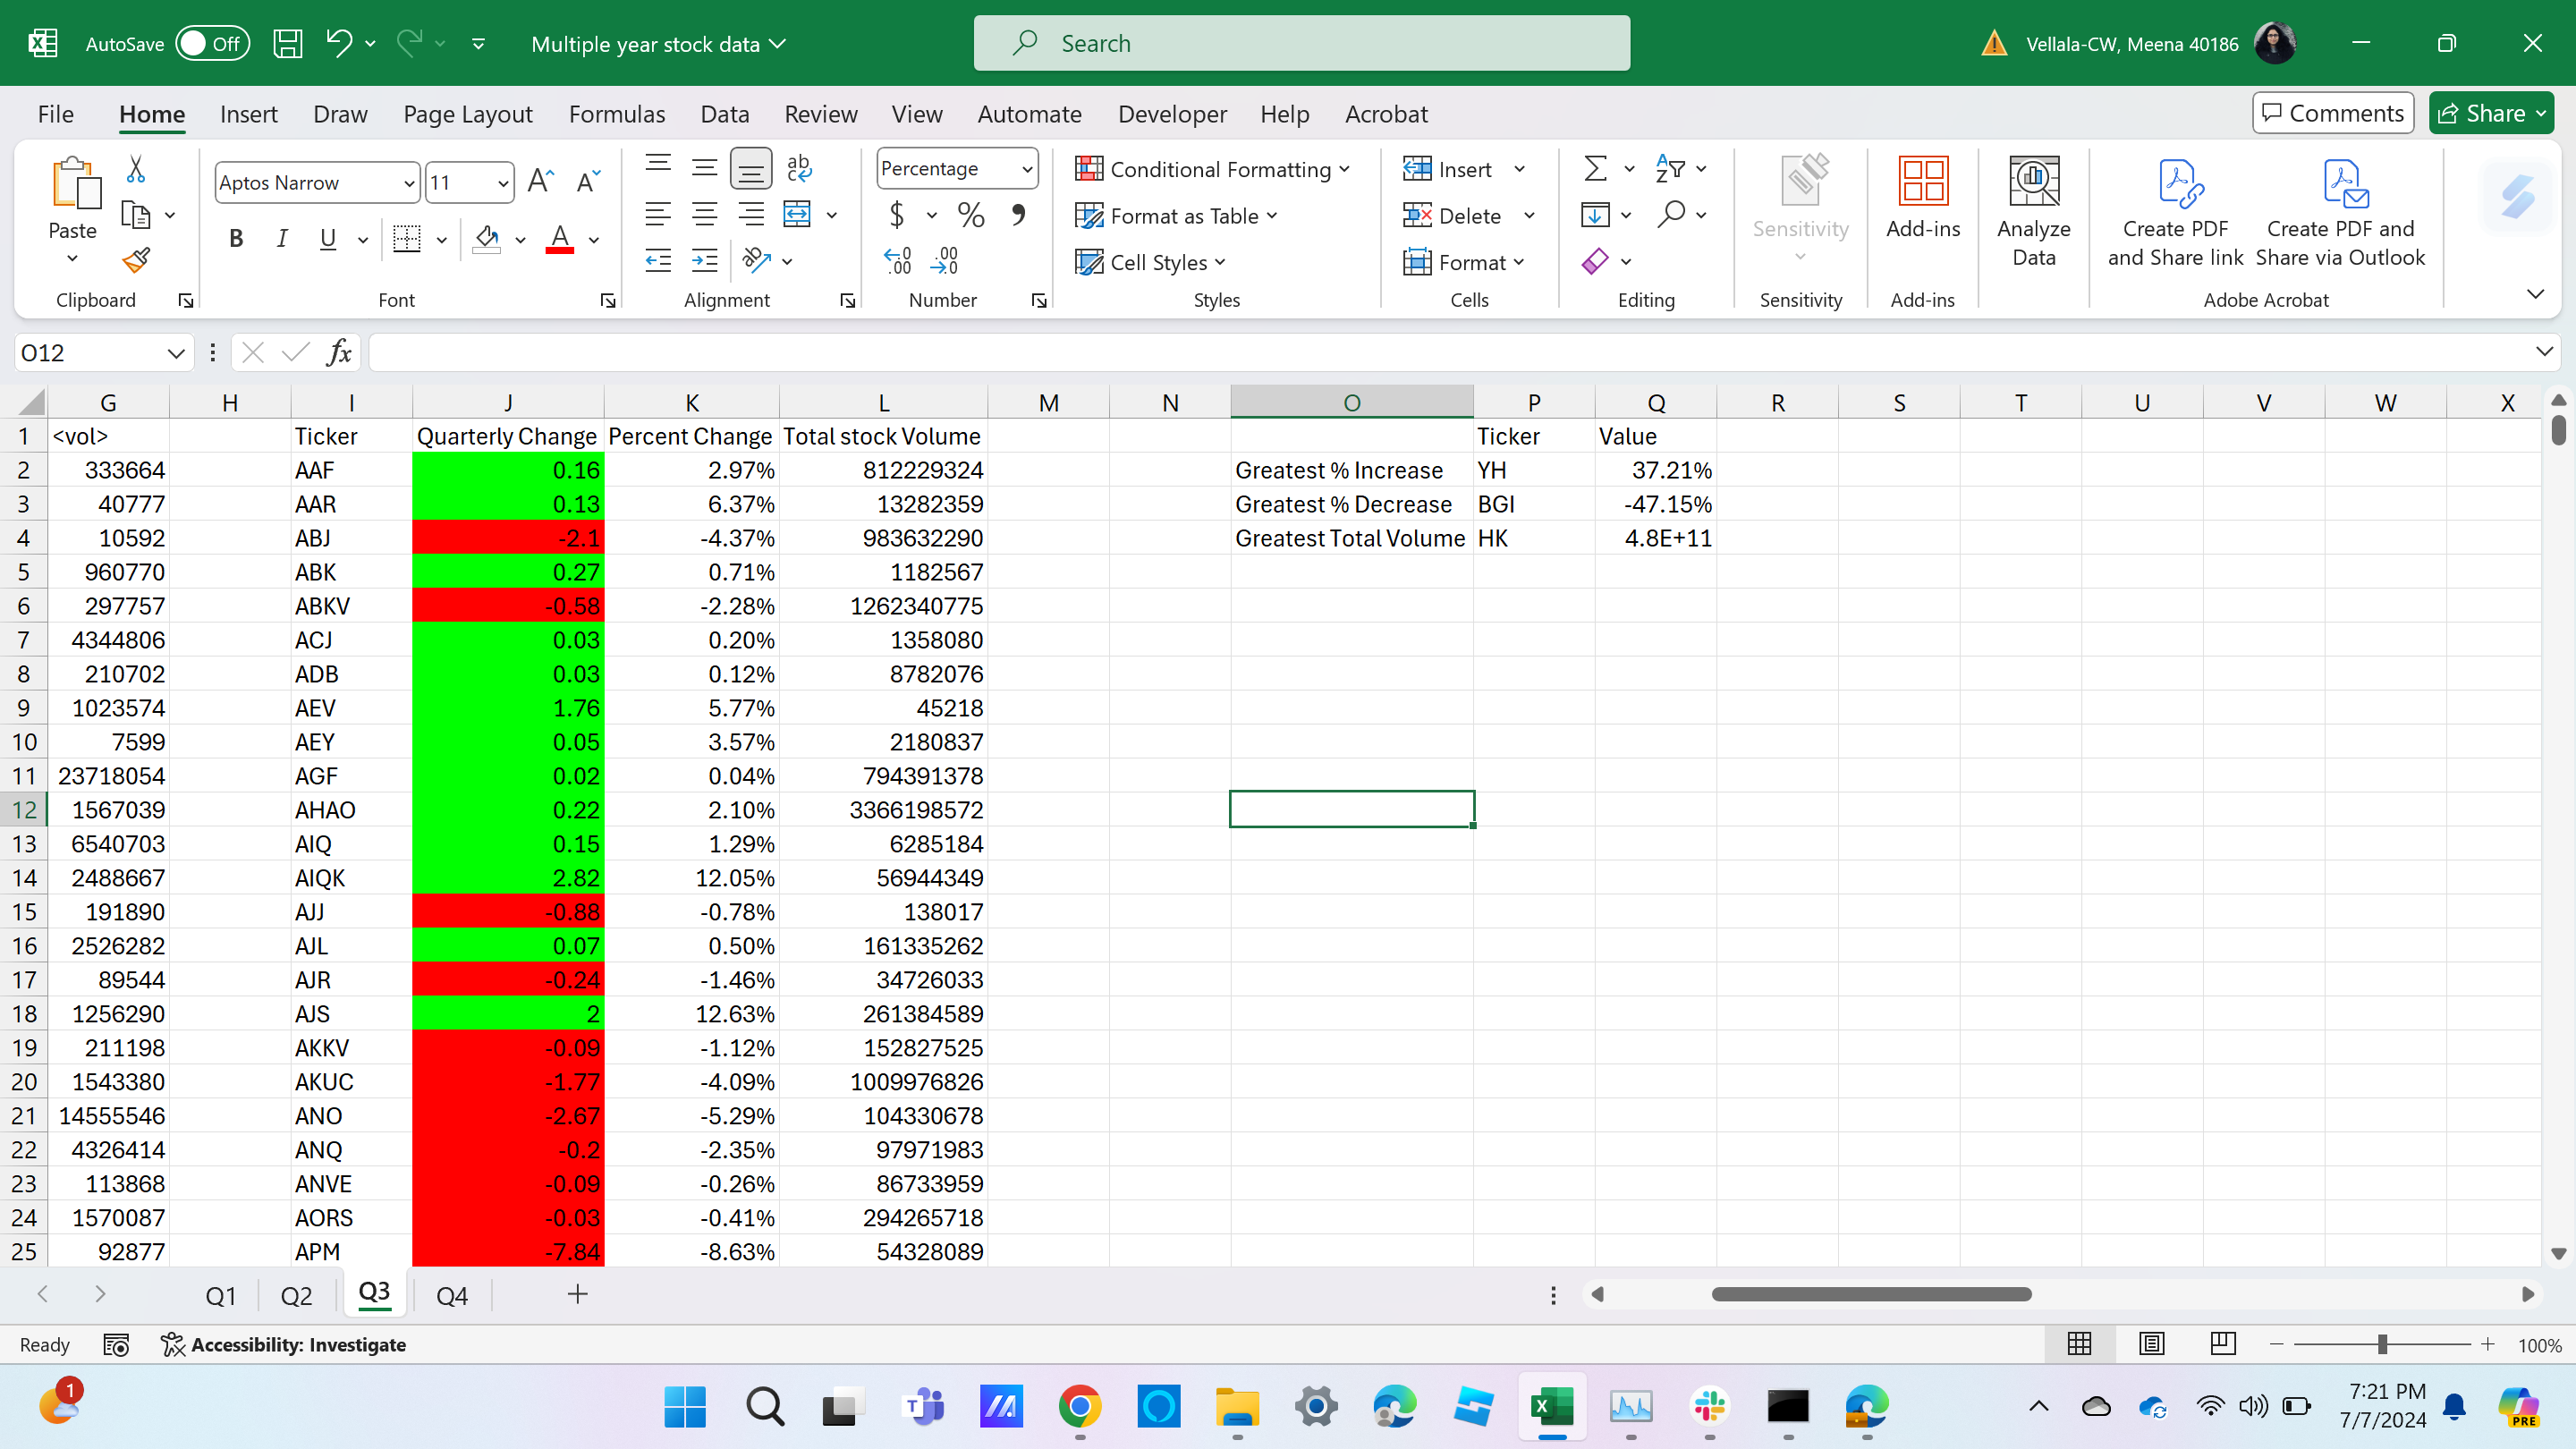 AutoSave Off Multiple year stock data Search Vellala-CW, Meena 40186
File Home Insert Draw Page Layout Formulas Data Review View Automate Developer Help Acrobat Comments Share
Paste Aptos Narrow 11 B I U Percentage $ % Conditional Formatting Format as Table Cell Styles Insert Delete Format Sensitivity Add-ins Analyze Data Create PDF and Share link Create PDF and Share via Outlook
Clipboard Font Alignment Number Styles Cells Editing Sensitivity Add-ins Adobe Acrobat
O12 fx
G H I J K L M N O P Q R S T U V W X
1 <vol> Ticker Quarterly Change Percent Change Total stock Volume Ticker Value
2 333664 AAF 0.16 2.97% 812229324 Greatest % Increase YH 37.21%
3 40777 AAR 0.13 6.37% 13282359 Greatest % Decrease BGI -47.15%
4 10592 ABJ -2.1 -4.37% 983632290 Greatest Total Volume HK 4.8E+11
5 960770 ABK 0.27 0.71% 1182567
6 297757 ABKV -0.58 -2.28% 1262340775
7 4344806 ACJ 0.03 0.20% 1358080
8 210702 ADB 0.03 0.12% 8782076
9 1023574 AEV 1.76 5.77% 45218
10 7599 AEY 0.05 3.57% 2180837
11 23718054 AGF 0.02 0.04% 794391378
12 1567039 AHAO 0.22 2.10% 3366198572
13 6540703 AIQ 0.15 1.29% 6285184
14 2488667 AIQK 2.82 12.05% 56944349
15 191890 AJJ -0.88 -0.78% 138017
16 2526282 AJL 0.07 0.50% 161335262
17 89544 AJR -0.24 -1.46% 34726033
18 1256290 AJS 2 12.63% 261384589
19 211198 AKKV -0.09 -1.12% 152827525
20 1543380 AKUC -1.77 -4.09% 1009976826
21 14555546 ANO -2.67 -5.29% 104330678
22 4326414 ANQ -0.2 -2.35% 97971983
23 113868 ANVE -0.09 -0.26% 86733959
24 1570087 AORS -0.03 -0.41% 294265718
25 92877 APM -7.84 -8.63% 54328089
Q1 Q2 Q3 Q4
Ready Accessibility: Investigate 100%
1 7:21 PM
7/7/2024 PRE